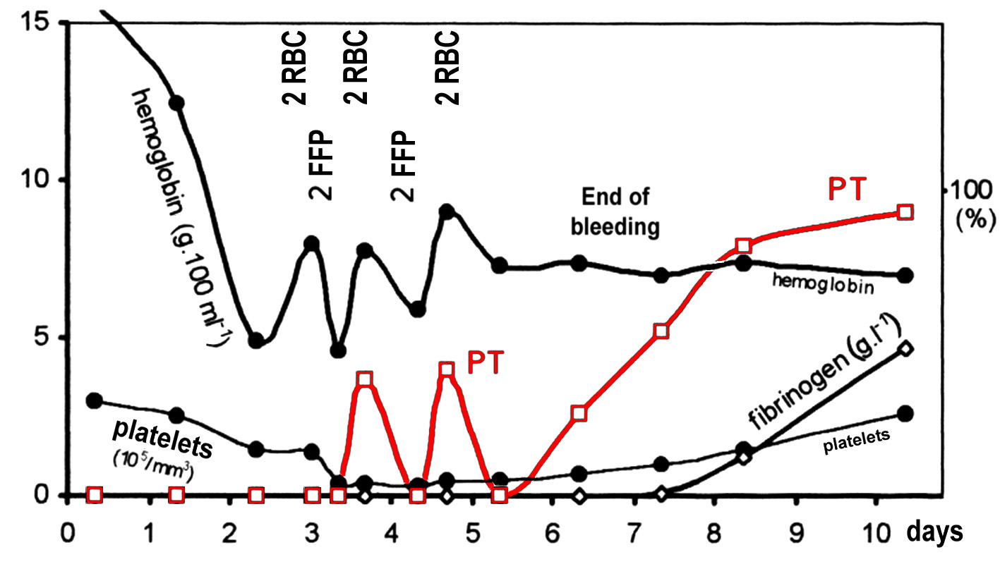 15
10
5
0
0 1 2 3 4 5 6 7 8 9 10 days
hemoglobin (g.100 ml⁻¹)
2 RBC
2 RBC
2 RBC
2 FFP
2 FFP
End of
bleeding
PT
100
(%)
PT
hemoglobin
fibrinogen (g.l⁻¹)
platelets
(10⁵/mm³)
platelets